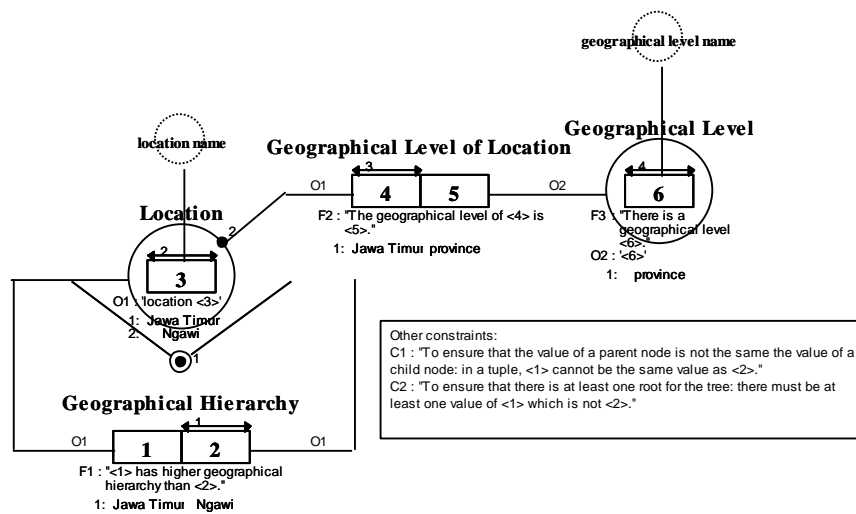 geographical level name
location name
Geographical Level of Location
Geographical Level
3
4
5
O1
O2
4
6
F2 : "The geographical level of <4> is
<5>."
1: Jawa Timur province
F3 : "There is a
geographical level
<6>."
O2 : '<6>'
1: province
Location
2
2
3
O1 : 'location <3>'
1: Jawa Timur
2: Ngawi
1
Other constraints:
C1 : "To ensure that the value of a parent node is not the same the value of a
child node: in a tuple, <1> cannot be the same value as <2>."
C2 : "To ensure that there is at least one root for the tree: there must be at
least one value of <1> which is not <2>."
Geographical Hierarchy
1
O1
1
2
O1
F1 : "<1> has higher geographical
hierarchy than <2>."
1: Jawa Timur Ngawi